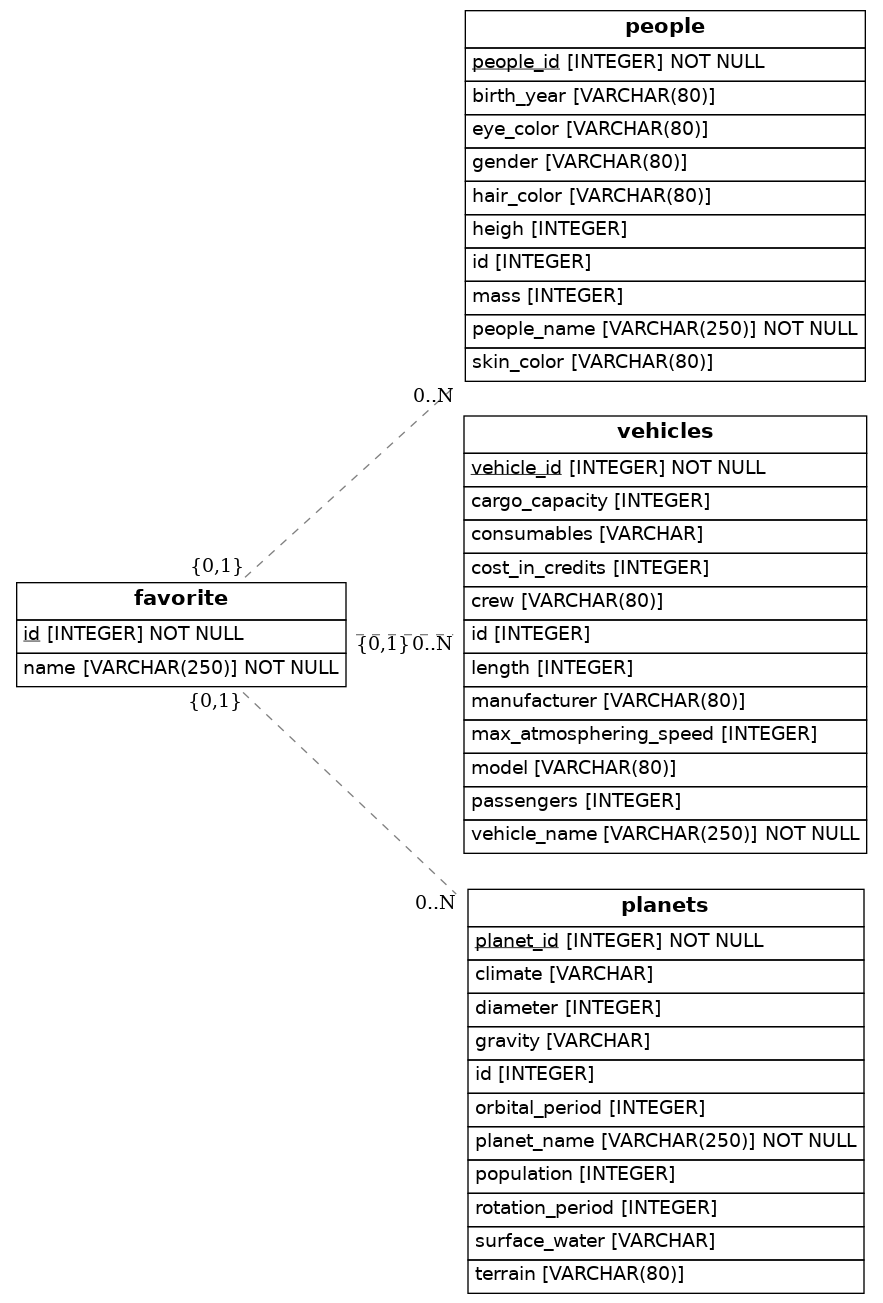 people
people_id [INTEGER] NOT NULL
birth_year [VARCHAR(80)]
eye_color [VARCHAR(80)]
gender [VARCHAR(80)]
hair_color [VARCHAR(80)]
heigh [INTEGER]
id [INTEGER]
mass [INTEGER]
people_name [VARCHAR(250)] NOT NULL
skin_color [VARCHAR(80)]
0..N
{0,1}
vehicles
vehicle_id [INTEGER] NOT NULL
cargo_capacity [INTEGER]
consumables [VARCHAR]
cost_in_credits [INTEGER]
crew [VARCHAR(80)]
id [INTEGER]
length [INTEGER]
manufacturer [VARCHAR(80)]
max_atmosphering_speed [INTEGER]
model [VARCHAR(80)]
passengers [INTEGER]
vehicle_name [VARCHAR(250)] NOT NULL
favorite
id [INTEGER] NOT NULL
name [VARCHAR(250)] NOT NULL
{0,1} 0..N
{0,1}
0..N
planets
planet_id [INTEGER] NOT NULL
climate [VARCHAR]
diameter [INTEGER]
gravity [VARCHAR]
id [INTEGER]
orbital_period [INTEGER]
planet_name [VARCHAR(250)] NOT NULL
population [INTEGER]
rotation_period [INTEGER]
surface_water [VARCHAR]
terrain [VARCHAR(80)]